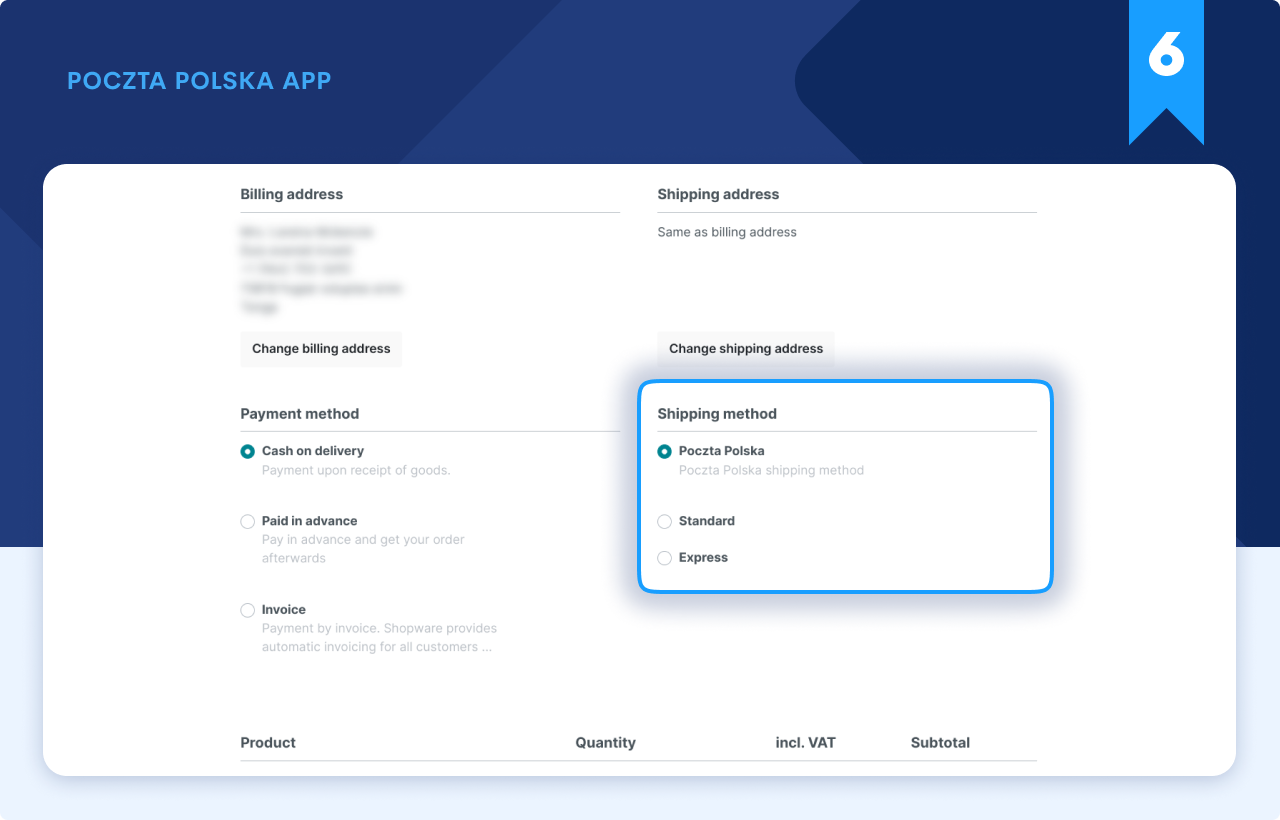 POCZTA POLSKA APP
6
Billing address
Shipping address
Same as billing address
Change billing address
Change shipping address
Payment method
Cash on delivery
Payment upon receipt of goods.
Paid in advance
Pay in advance and get your order
afterwards
Invoice
Payment by invoice. Shopware provides
automatic invoicing for all customers ...
Shipping method
Poczta Polska
Poczta Polska shipping method
Standard
Express
Product Quantity incl. VAT Subtotal